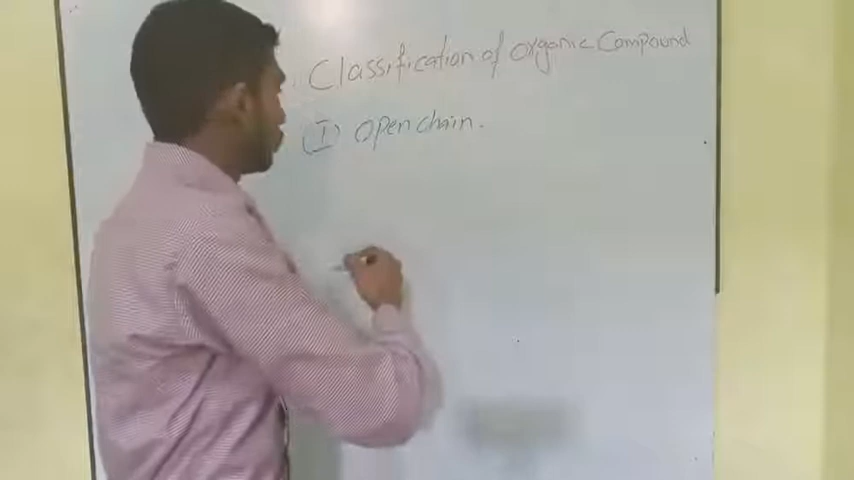 Classification of Organic Compound
(I) Open chain.